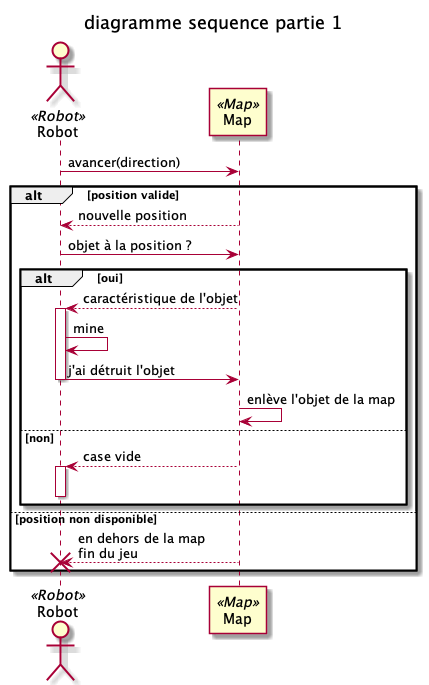 diagramme sequence partie 1
«Robot»
Robot
«Map»
Map
avancer(direction)
alt [position valide]
nouvelle position
objet à la position ?
alt [oui]
caractéristique de l'objet
mine
j'ai détruit l'objet
enlève l'objet de la map
[non]
case vide
[position non disponible]
en dehors de la map
fin du jeu
«Robot»
Robot
«Map»
Map